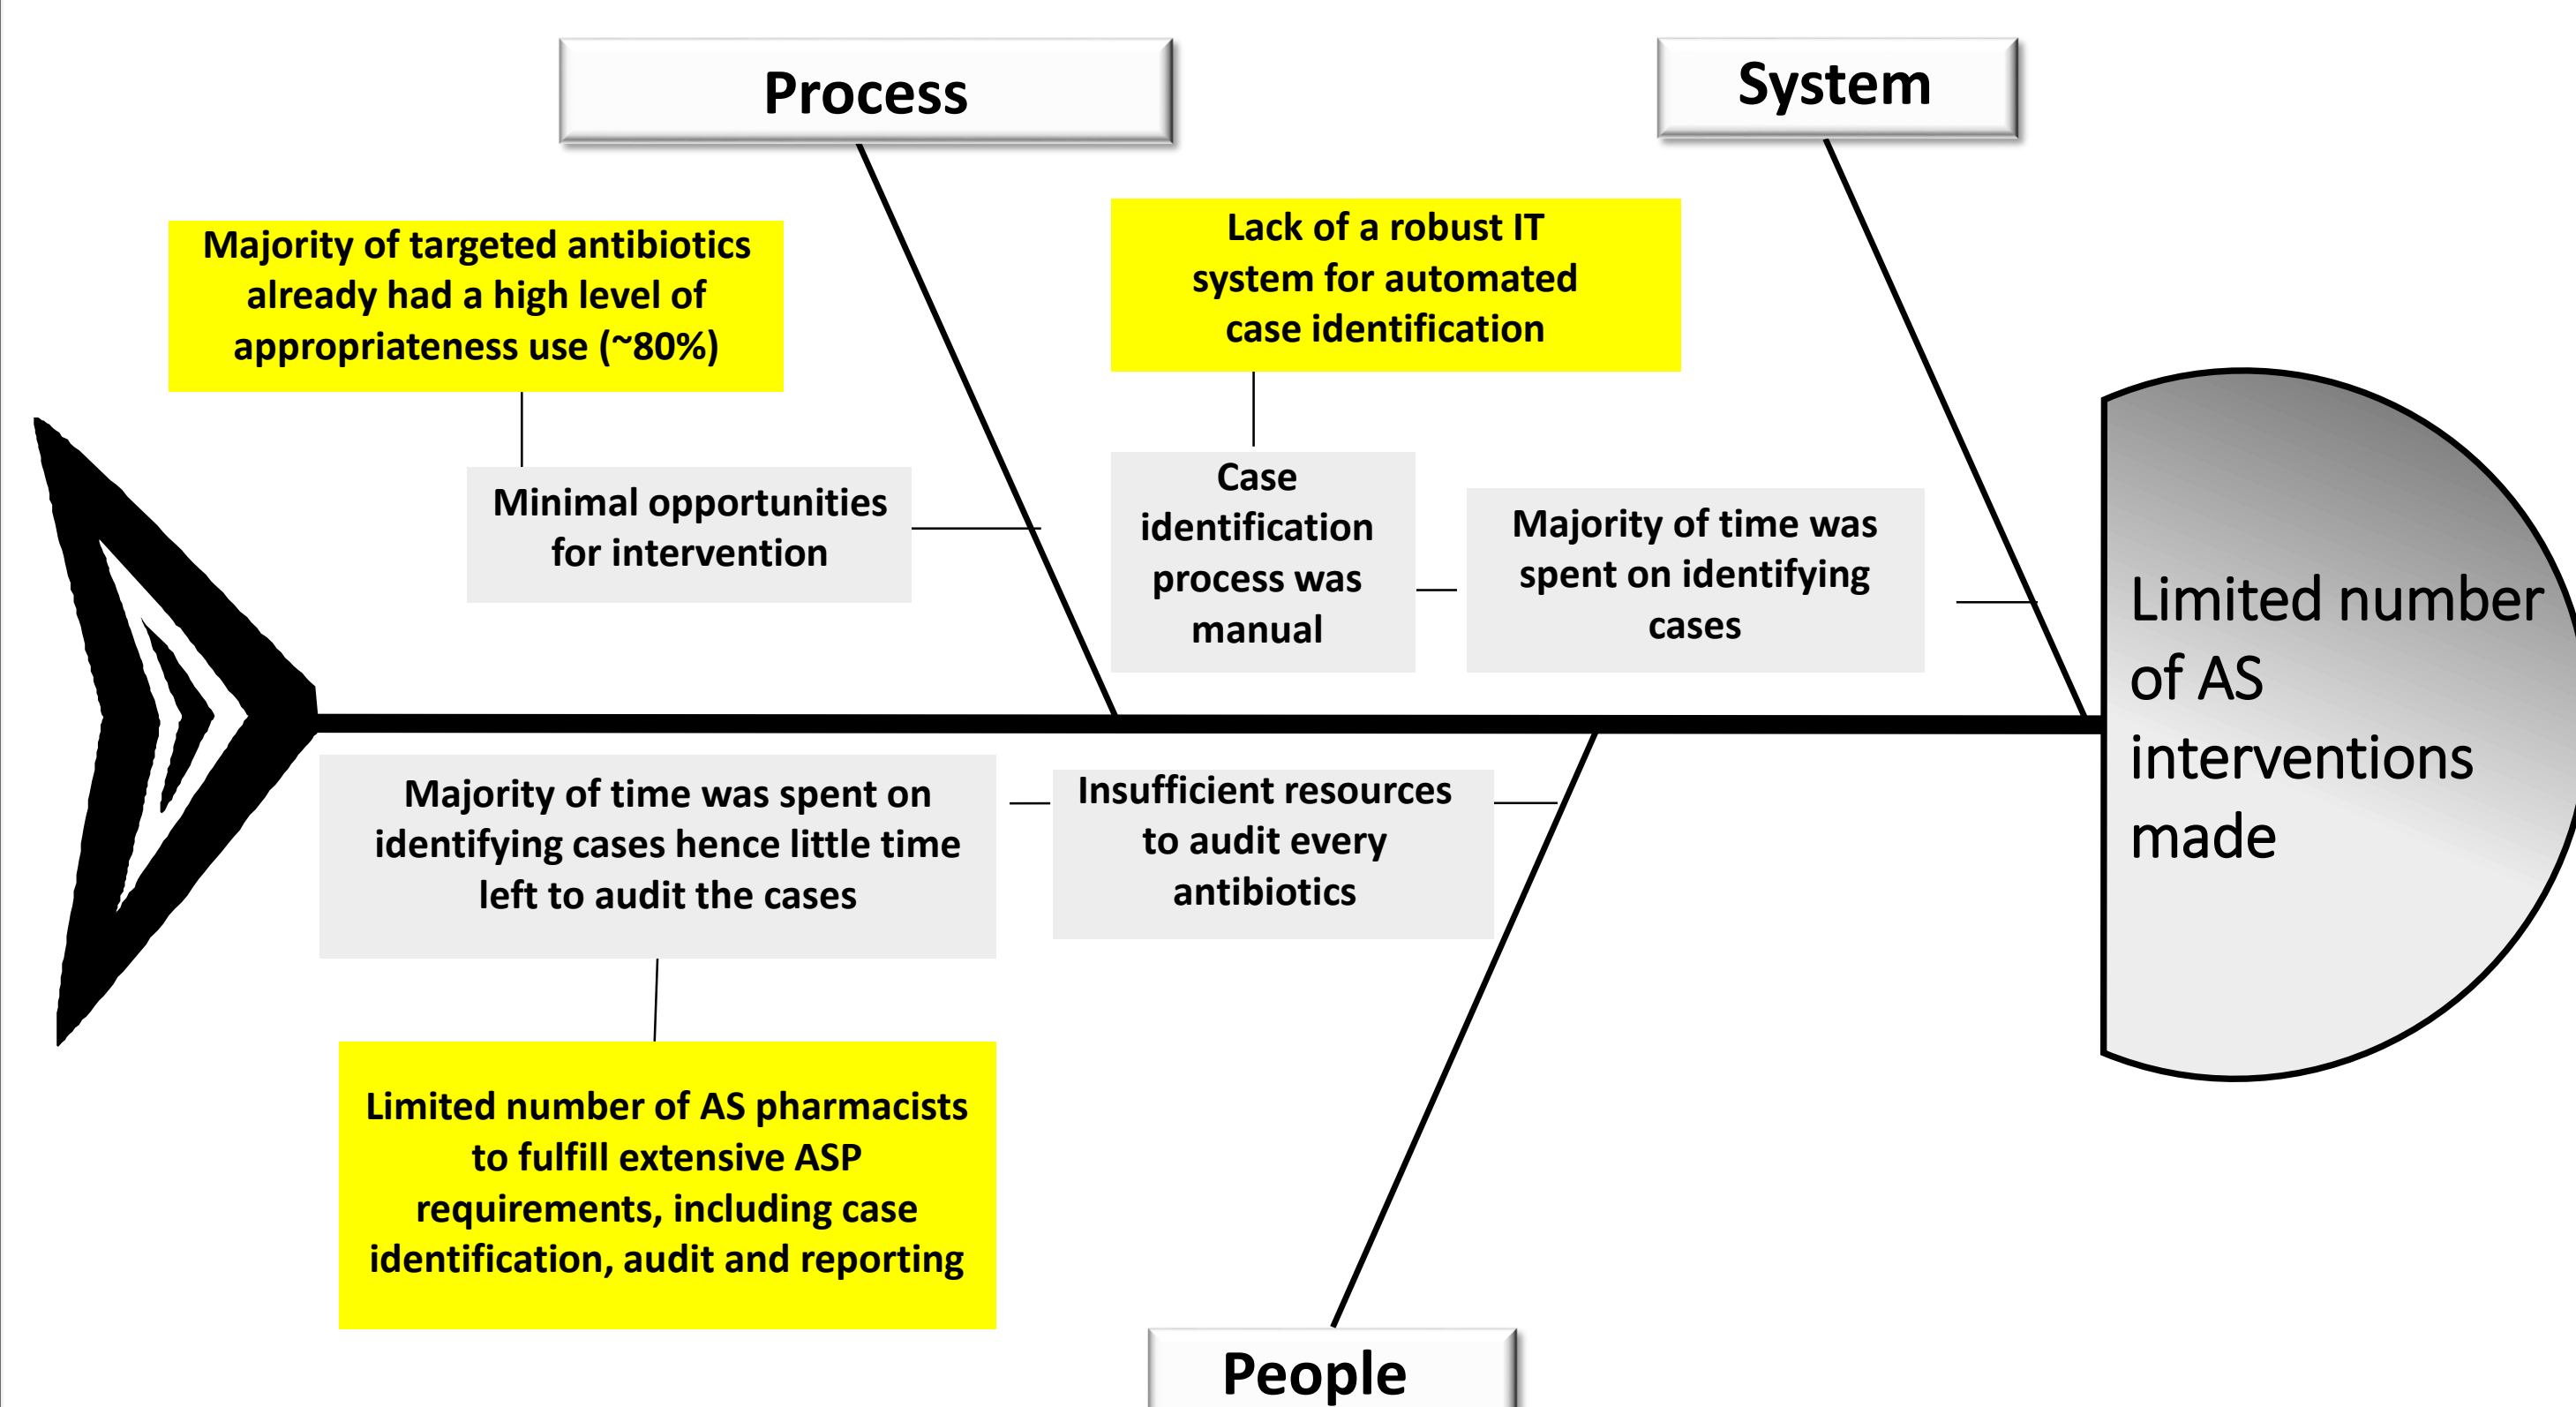 Process
System
Majority of targeted antibiotics
already had a high level of
appropriateness use (~80%)
Lack of a robust IT
system for automated
case identification
Minimal opportunities
for intervention
Case
identification
process was
manual
Majority of time was
spent on identifying
cases
Limited number
of AS
interventions
made
Majority of time was spent on
identifying cases hence little time
left to audit the cases
Insufficient resources
to audit every
antibiotics
Limited number of AS pharmacists
to fulfill extensive ASP
requirements, including case
identification, audit and reporting
People